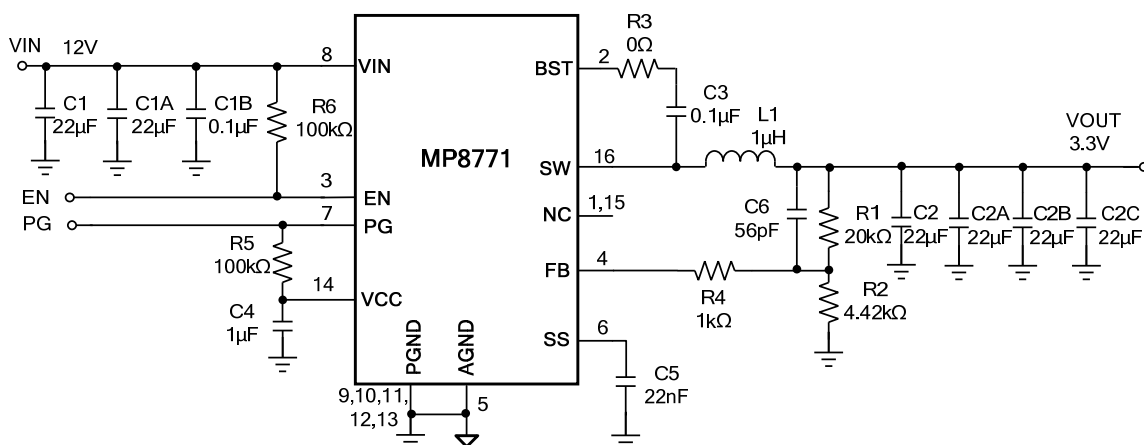 VIN 12V
C1
22µF
C1A
22µF
C1B
0.1µF
R6
100kΩ
8
VIN
EN
3
EN
PG
7
PG
R5
100kΩ
14
VCC
C4
1µF
MP8771
PGND
AGND
9,10,11,
12,13
5
BST
2
R3
0Ω
C3
0.1µF
L1
1µH
SW
16
NC
1,15
FB
4
R4
1kΩ
C6
56pF
R1
20kΩ
R2
4.42kΩ
C2
22µF
C2A
22µF
C2B
22µF
C2C
22µF
VOUT
3.3V
SS
6
C5
22nF